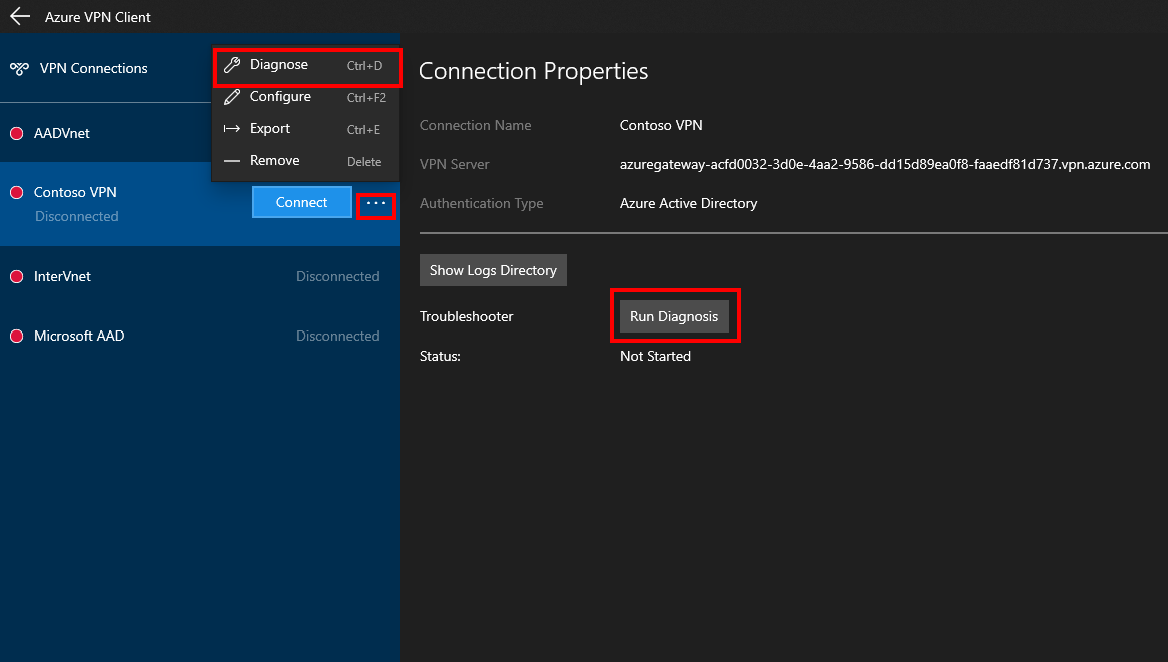 Azure VPN Client
VPN Connections
Diagnose Ctrl+D
Configure Ctrl+F2
Export Ctrl+E
Remove Delete
AADVnet
Contoso VPN
Disconnected
Connect
InterVnet Disconnected
Microsoft AAD Disconnected
Connection Properties
Connection Name Contoso VPN
VPN Server azuregateway-acfd0032-3d0e-4aa2-9586-dd15d89ea0f8-faaedf81d737.vpn.azure.com
Authentication Type Azure Active Directory
Show Logs Directory
Troubleshooter Run Diagnosis
Status: Not Started